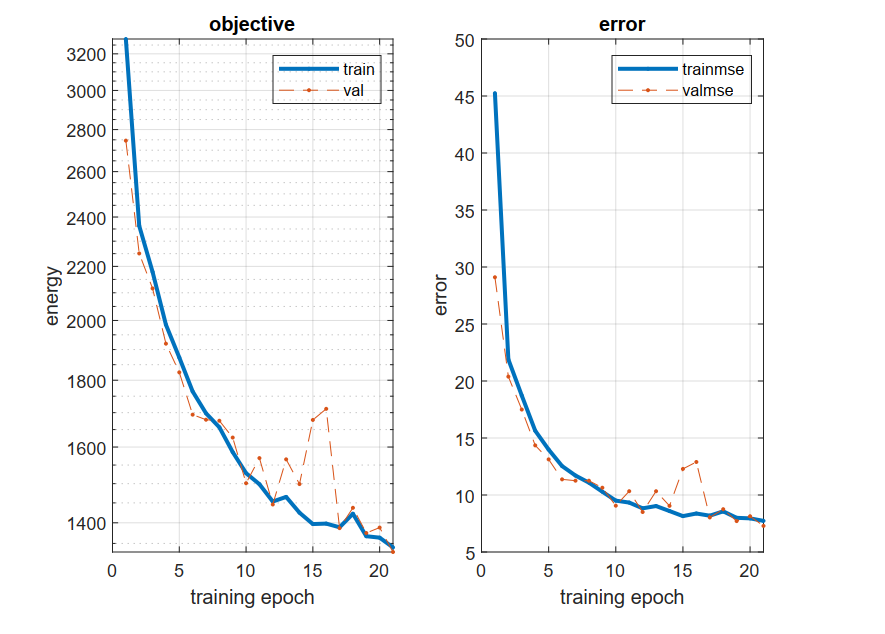 objective
3200
3000
2800
2600
2400
2200
2000
1800
1600
1400
energy
0 5 10 15 20
training epoch
train
val
error
50
45
40
35
30
25
20
15
10
5
error
0 5 10 15 20
training epoch
trainmse
valmse